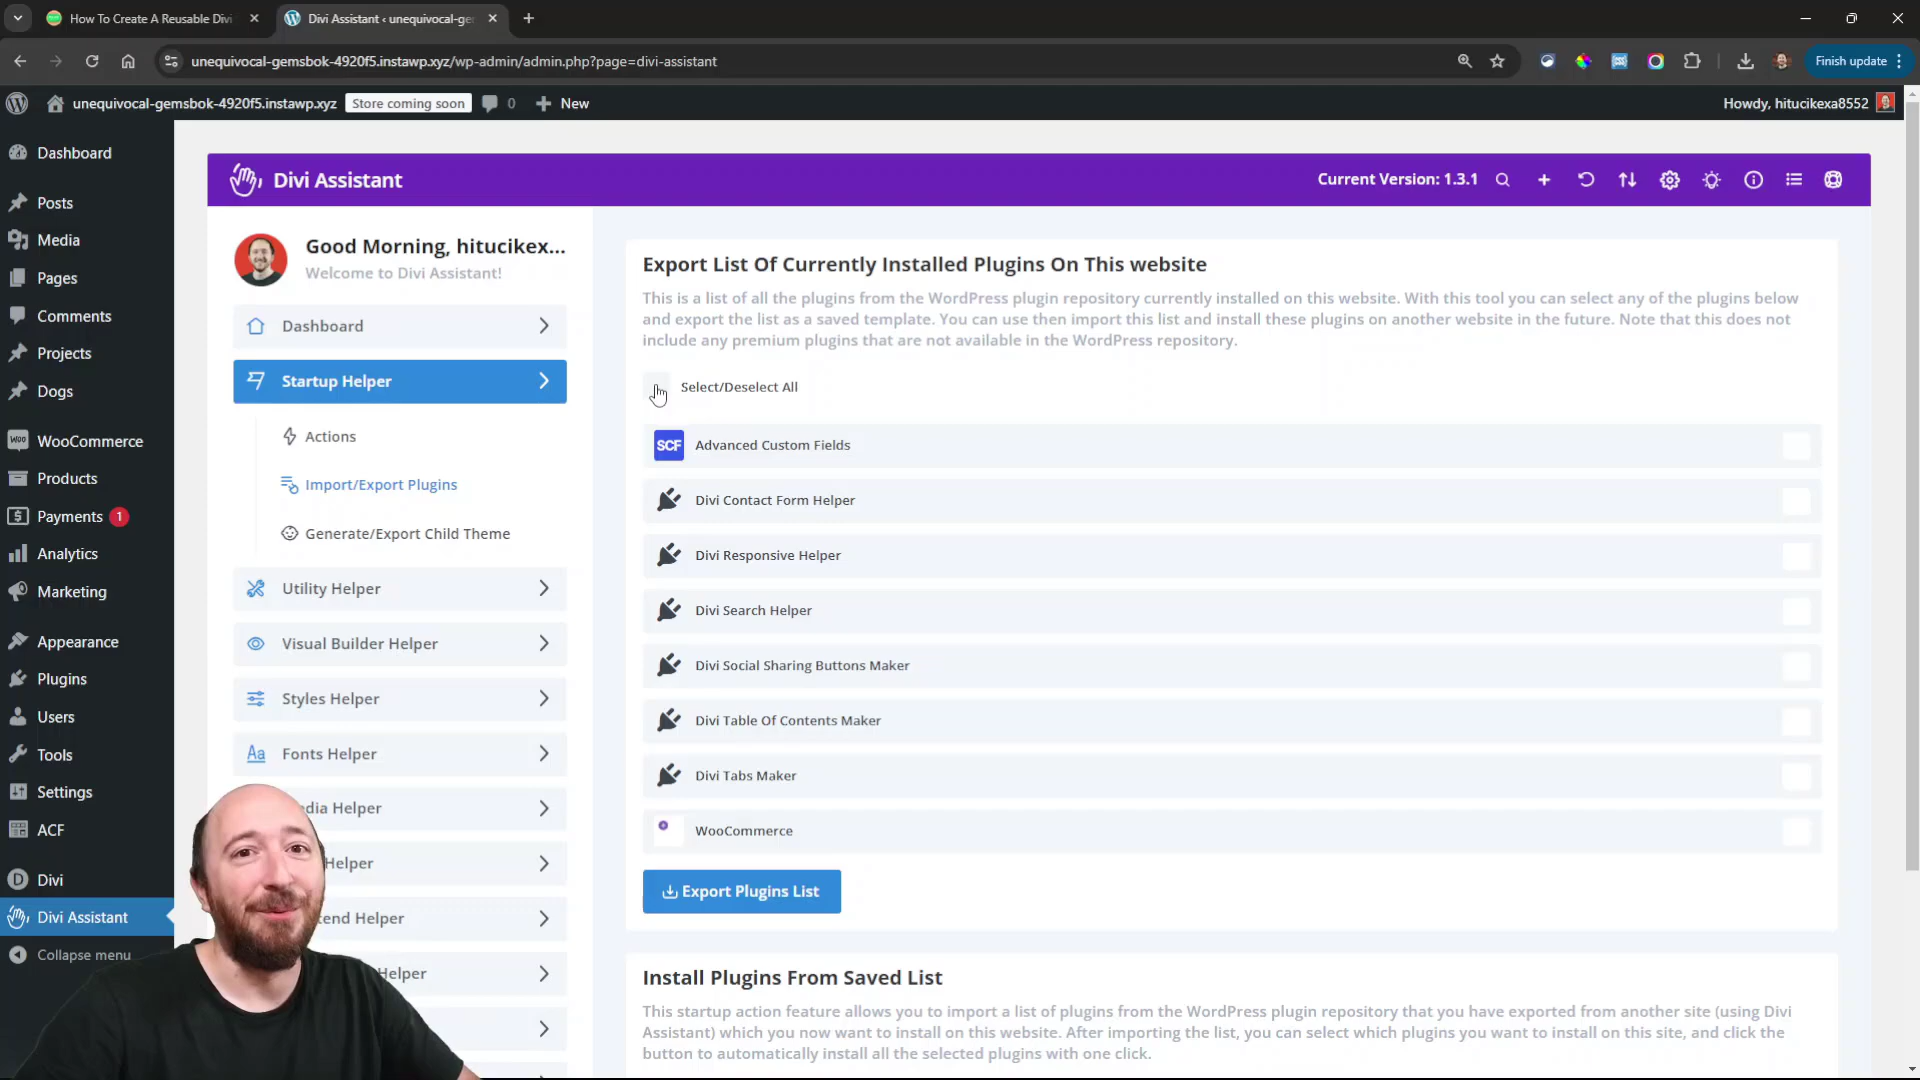 How To Create A Reusable Divi
Divi Assistant ‹ unequivocal-ge
unequivocal-gemsbok-4920f5.instawp.xyz/wp-admin/admin.php?page=divi-assistant
Finish update
unequivocal-gemsbok-4920f5.instawp.xyz
Store coming soon
0
New
Howdy, hitucikexa8552
Dashboard
Posts
Media
Pages
Comments
Projects
Dogs
WooCommerce
Products
Payments 1
Analytics
Marketing
Appearance
Plugins
Users
Tools
Settings
ACF
Divi
Divi Assistant
Collapse menu
Divi Assistant
Current Version: 1.3.1
Good Morning, hitucikex...
Welcome to Divi Assistant!
Dashboard
Startup Helper
Actions
Import/Export Plugins
Generate/Export Child Theme
Utility Helper
Visual Builder Helper
Styles Helper
Aa Fonts Helper
dia Helper
Helper
end Helper
Helper
Export List Of Currently Installed Plugins On This website
This is a list of all the plugins from the WordPress plugin repository currently installed on this website. With this tool you can select any of the plugins below
and export the list as a saved template. You can use then import this list and install these plugins on another website in the future. Note that this does not
include any premium plugins that are not available in the WordPress repository.
Select/Deselect All
SCF Advanced Custom Fields
Divi Contact Form Helper
Divi Responsive Helper
Divi Search Helper
Divi Social Sharing Buttons Maker
Divi Table Of Contents Maker
Divi Tabs Maker
WooCommerce
Export Plugins List
Install Plugins From Saved List
This startup action feature allows you to import a list of plugins from the WordPress plugin repository that you have exported from another site (using Divi
Assistant) which you now want to install on this website. After importing the list, you can select which plugins you want to install on this site, and click the
button to automatically install all the selected plugins with one click.